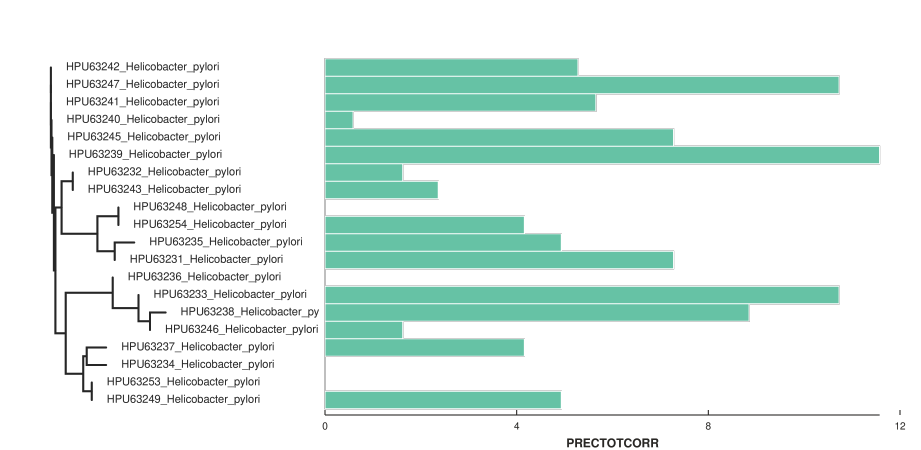 HPU63242_Helicobacter_pylori
HPU63247_Helicobacter_pylori
HPU63241_Helicobacter_pylori
HPU63240_Helicobacter_pylori
HPU63245_Helicobacter_pylori
HPU63239_Helicobacter_pylori
HPU63232_Helicobacter_pylori
HPU63243_Helicobacter_pylori
HPU63248_Helicobacter_pylori
HPU63254_Helicobacter_pylori
HPU63235_Helicobacter_pylori
HPU63231_Helicobacter_pylori
HPU63236_Helicobacter_pylori
HPU63233_Helicobacter_pylori
HPU63238_Helicobacter_py
HPU63246_Helicobacter_pylori
HPU63237_Helicobacter_pylori
HPU63234_Helicobacter_pylori
HPU63253_Helicobacter_pylori
HPU63249_Helicobacter_pylori
0 4 8 12
PRECTOTCORR